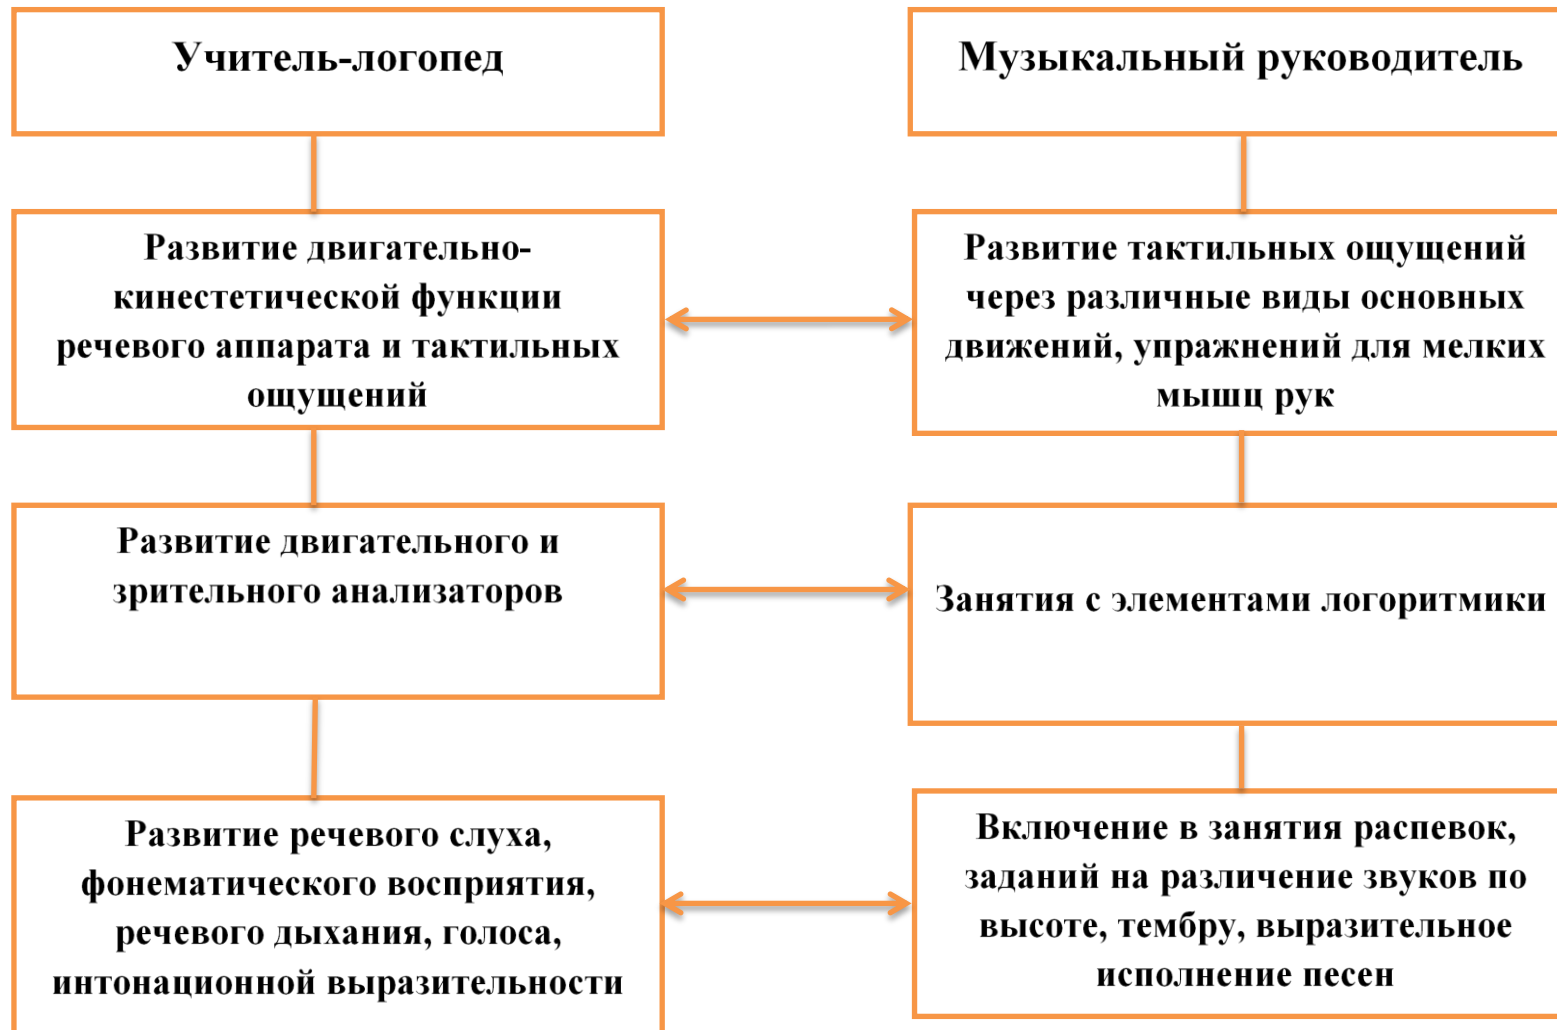 Учитель-логопед
Музыкальный руководитель
Развитие двигательно-
кинестетической функции
речевого аппарата и тактильных
ощущений
Развитие тактильных ощущений
через различные виды основных
движений, упражнений для мелких
мышц рук
Развитие двигательного и
зрительного анализаторов
Занятия с элементами логоритмики
Развитие речевого слуха,
фонематического восприятия,
речевого дыхания, голоса,
интонационной выразительности
Включение в занятия распевок,
заданий на различение звуков по
высоте, тембру, выразительное
исполнение песен